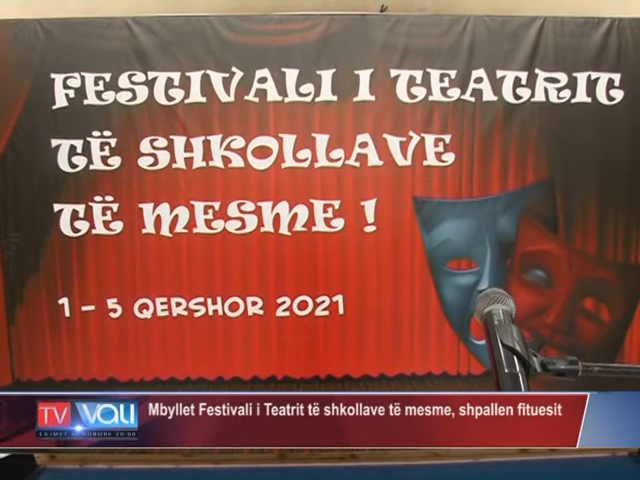 FESTIVALI I TEATRIT
TË SHKOLLAVE
TË MESME !
1 - 5 QERSHOR 2021
TV VALI
Mbyllet Festivali i Teatrit të shkollave të mesme, shpallen fituesit